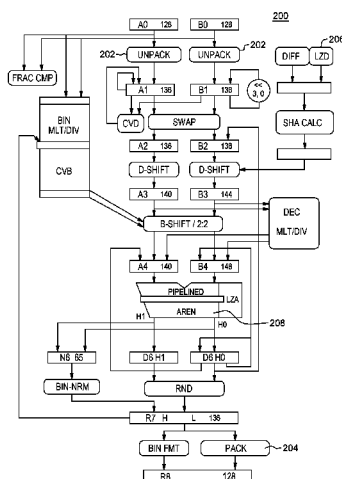 200
A0 128
B0 128
206
202 UNPACK
UNPACK 202
DIFF LZD
FRAC CMP
A1 136
B1 136
<< 3, 0
BIN MLT/DIV
CVD
SWAP
SHA CALC
A2 136
B2 136
CVB
D-SHIFT
D-SHIFT
A3 140
B3 144
B-SHIFT / 2:2
DEC MLT/DIV
A4 140
B4 148
PIPELINED
LZA
AREN
208
H1
H0
N6 65
D6 H1
D6 H0
BIN-NRM
RND
R7 H L 136
BIN FMT
PACK
204
R8 128